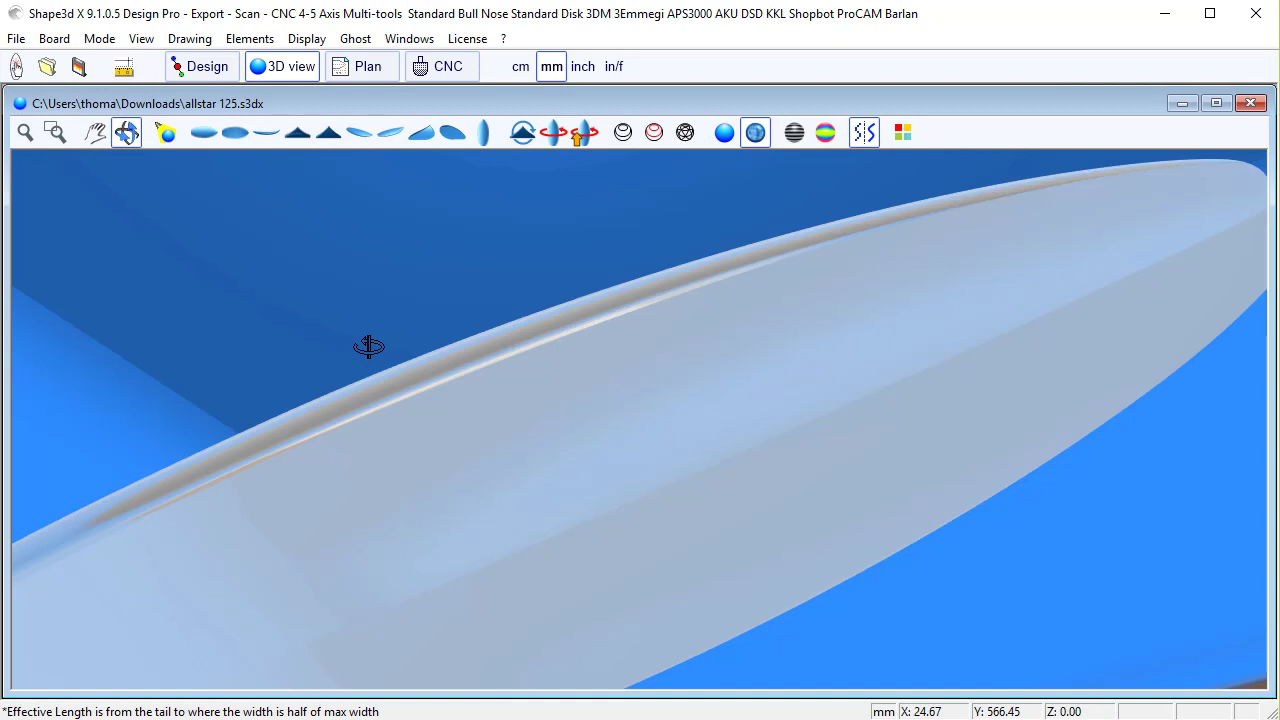 Shape3d X 9.1.0.5 Design Pro - Export - Scan - CNC 4-5 Axis Multi-tools  Standard Bull Nose Standard Disk 3DM 3Emmegi APS3000 AKU DSD KKL Shopbot ProCAM Barlan
File Board Mode View Drawing Elements Display Ghost Windows License ?
Design 3D view Plan CNC cm mm inch in/f
C:\Users\thoma\Downloads\allstar 125.s3dx
*Effective Length is from the tail to where the width is half of max width mm X: 24.67 Y: 566.45 Z: 0.00